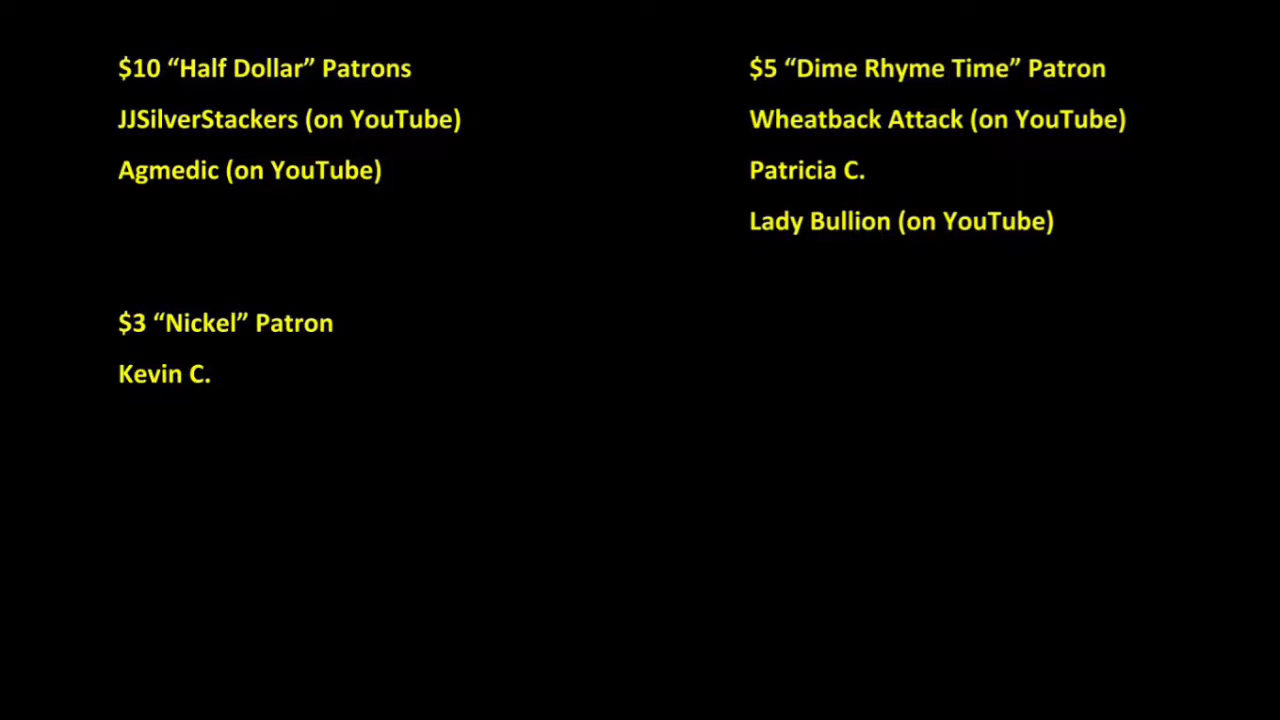 $10 “Half Dollar” Patrons
JJSilverStackers (on YouTube)
Agmedic (on YouTube)
$5 “Dime Rhyme Time” Patron
Wheatback Attack (on YouTube)
Patricia C.
Lady Bullion (on YouTube)
$3 “Nickel” Patron
Kevin C.